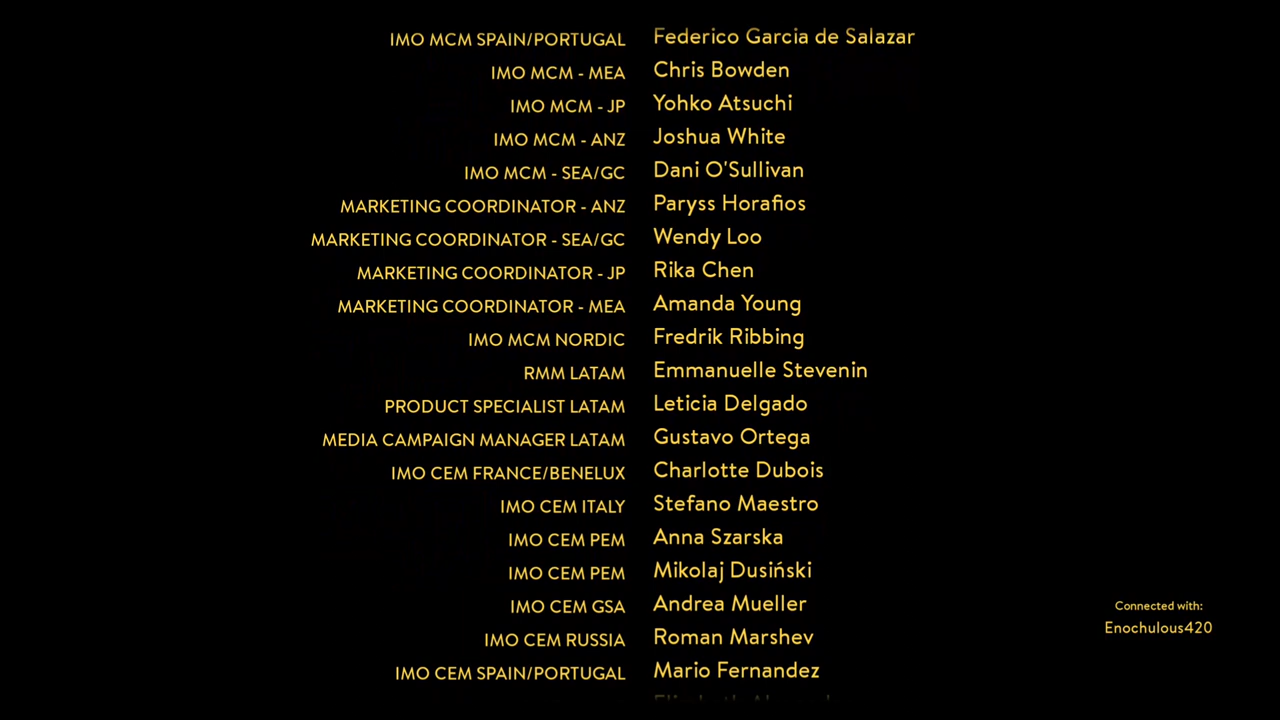 IMO MCM SPAIN/PORTUGAL Federico Garcia de Salazar
IMO MCM - MEA Chris Bowden
IMO MCM - JP Yohko Atsuchi
IMO MCM - ANZ Joshua White
IMO MCM - SEA/GC Dani O'Sullivan
MARKETING COORDINATOR - ANZ Paryss Horafios
MARKETING COORDINATOR - SEA/GC Wendy Loo
MARKETING COORDINATOR - JP Rika Chen
MARKETING COORDINATOR - MEA Amanda Young
IMO MCM NORDIC Fredrik Ribbing
RMM LATAM Emmanuelle Stevenin
PRODUCT SPECIALIST LATAM Leticia Delgado
MEDIA CAMPAIGN MANAGER LATAM Gustavo Ortega
IMO CEM FRANCE/BENELUX Charlotte Dubois
IMO CEM ITALY Stefano Maestro
IMO CEM PEM Anna Szarska
IMO CEM PEM Mikolaj Dusiński
IMO CEM GSA Andrea Mueller
IMO CEM RUSSIA Roman Marshev
IMO CEM SPAIN/PORTUGAL Mario Fernandez
Connected with:
Enochulous420